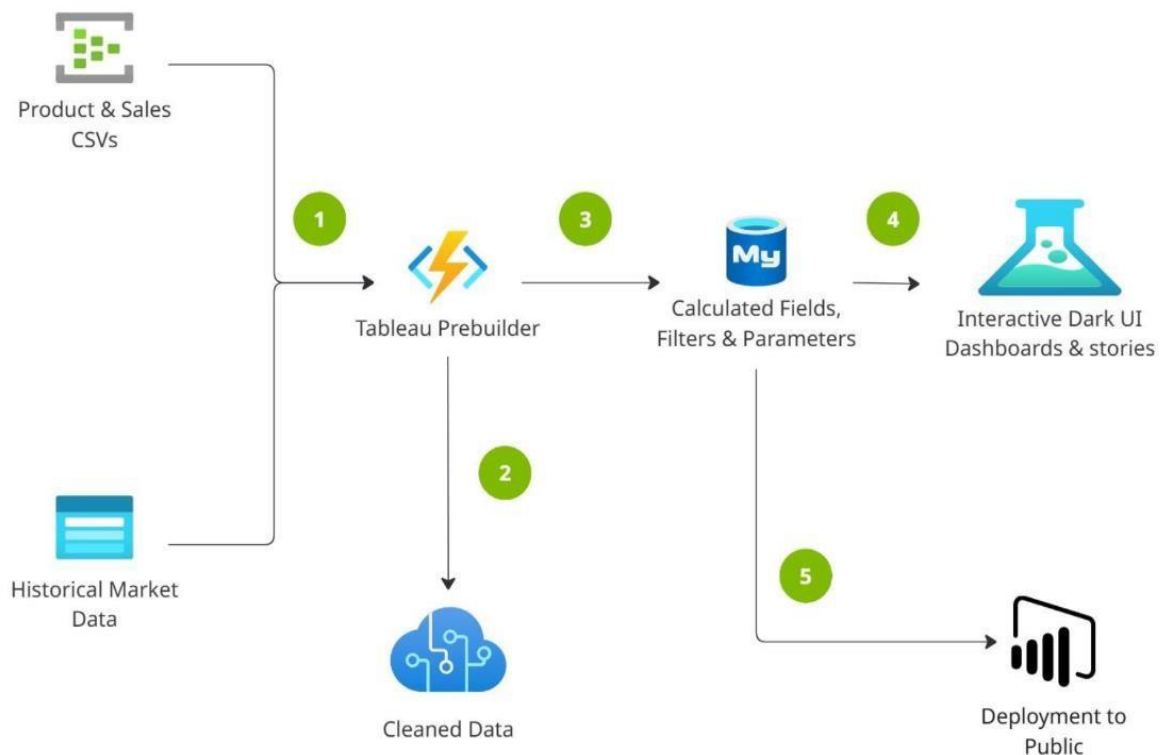 Product & Sales
CSVs
1
3
4
My
Tableau Prebuilder
Calculated Fields,
Filters & Parameters
Interactive Dark UI
Dashboards & stories
2
Historical Market
Data
5
Cleaned Data
Deployment to
Public